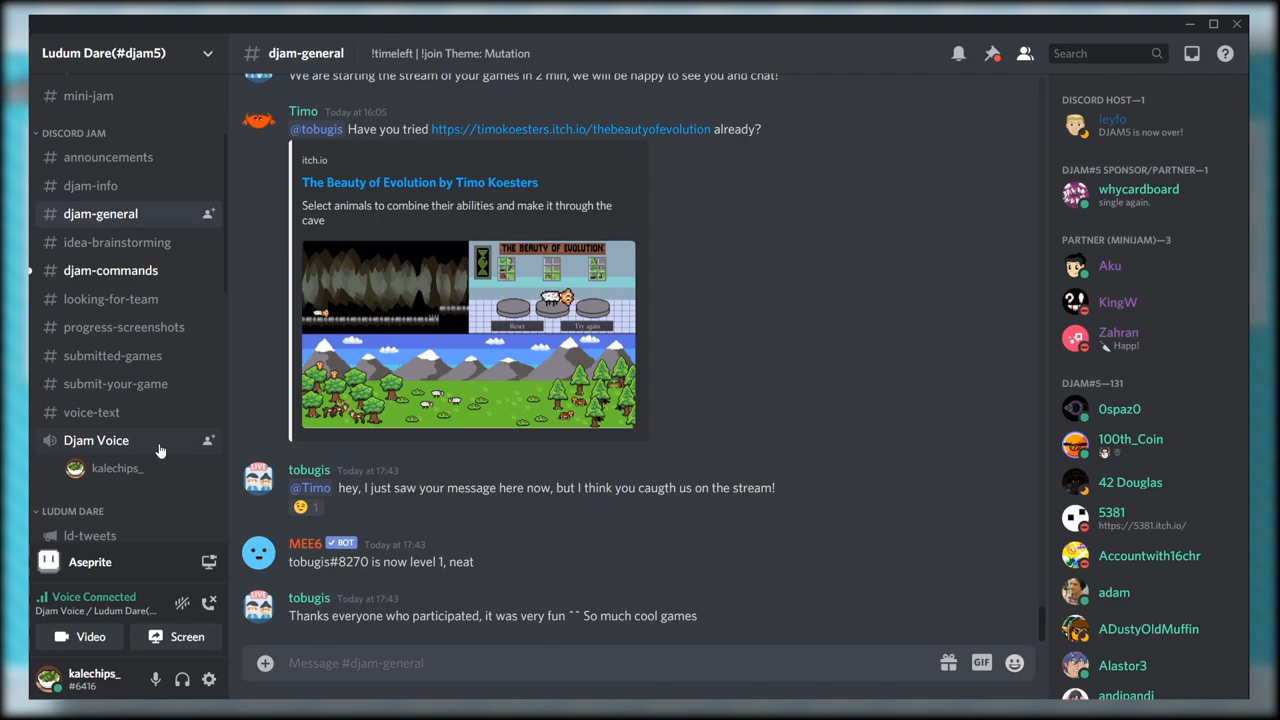 Ludum Dare(#djam5)
mini-jam
DISCORD JAM
announcements
djam-info
djam-general
idea-brainstorming
djam-commands
looking-for-team
progress-screenshots
submitted-games
submit-your-game
voice-text
Djam Voice
kalechips_
LUDUM DARE
ld-tweets
Aseprite
Voice Connected
Djam Voice / Ludum Dare(...
Video
Screen
kalechips_
#6416
# djam-general
!timeleft | !join Theme: Mutation
Search
We are starting the stream of your games in 2 min, we will be happy to see you and chat!
Timo Today at 16:05
@tobugis Have you tried https://timokoesters.itch.io/thebeautyofevolution already?
itch.io
The Beauty of Evolution by Timo Koesters
Select animals to combine their abilities and make it through the
cave
THE BEAUTY OF EVOLUTION
Reset
Try again
tobugis Today at 17:43
@Timo hey, I just saw your message here now, but I think you caugth us on the stream!
1
MEE6 BOT Today at 17:43
tobugis#8270 is now level 1, neat
tobugis Today at 17:43
Thanks everyone who participated, it was very fun ^^ So much cool games
Message #djam-general
GIF
DISCORD HOST—1
leyfo
DJAM5 is now over!
DJAM#5 SPONSOR/PARTNER—1
whycardboard
single again.
PARTNER (MINIJAM)—3
Aku
KingW
Zahran
Happ!
DJAM#5—131
0spaz0
100th_Coin
42 Douglas
5381
https://5381.itch.io/
Accountwith16chr
adam
ADustyOldMuffin
Alastor3
andipandi